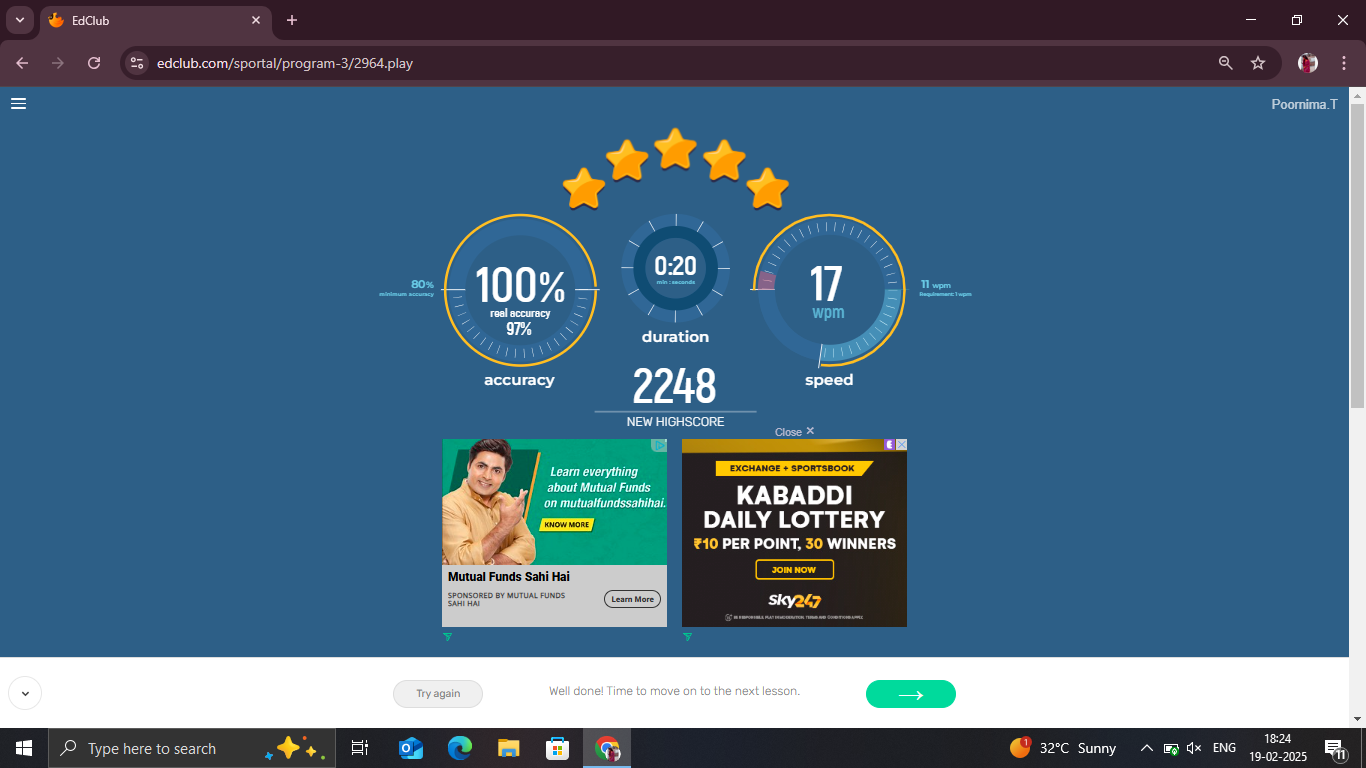 EdClub
edclub.com/sportal/program-3/2964.play
Poornima.T
80%
minimum accuracy
100%
real accuracy
97%
accuracy
0:20
min : seconds
duration
17
wpm
speed
11 wpm
Requirement: 1 wpm
2248
NEW HIGHSCORE
Close
Learn everything
about Mutual Funds
on mutualfundssahihai.
KNOW MORE
Mutual Funds Sahi Hai
SPONSORED BY MUTUAL FUNDS
SAHI HAI
Learn More
EXCHANGE + SPORTSBOOK
KABADDI
DAILY LOTTERY
₹10 PER POINT, 30 WINNERS
JOIN NOW
SKY247
Try again
Well done! Time to move on to the next lesson.
Type here to search
1
32°C Sunny
ENG
18:24
19-02-2025
11